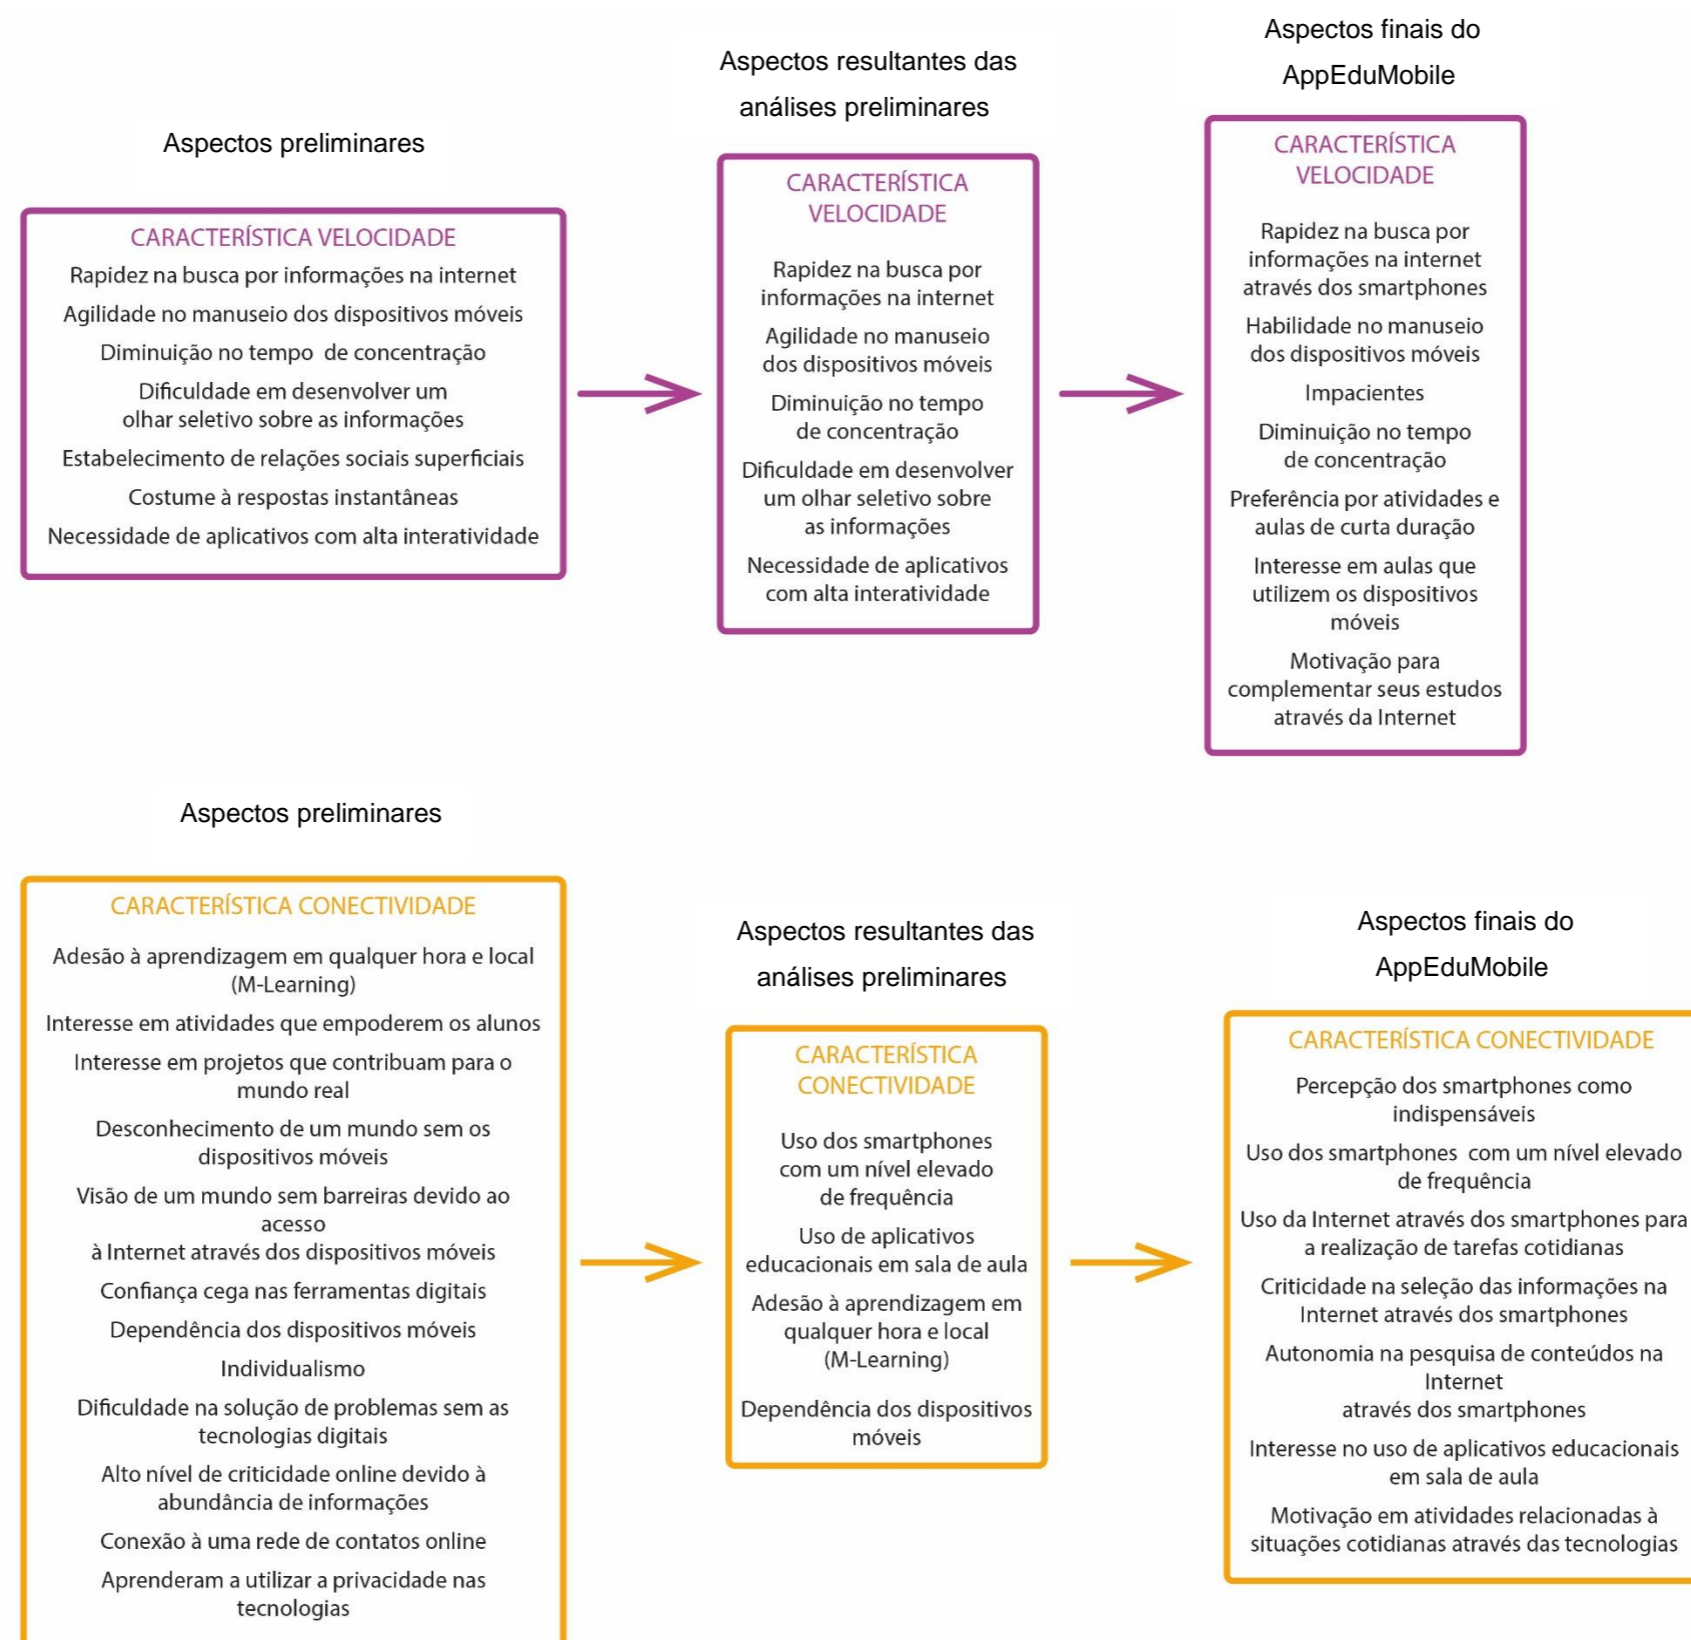 Aspectos preliminares
CARACTERÍSTICA VELOCIDADE
Rapidez na busca por informações na internet
Agilidade no manuseio dos dispositivos móveis
Diminuição no tempo de concentração
Dificuldade em desenvolver um
olhar seletivo sobre as informações
Estabelecimento de relações sociais superficiais
Costume à respostas instantâneas
Necessidade de aplicativos com alta interatividade
Aspectos resultantes das
análises preliminares
CARACTERÍSTICA
VELOCIDADE
Rapidez na busca por
informações na internet
Agilidade no manuseio
dos dispositivos móveis
Diminuição no tempo
de concentração
Dificuldade em desenvolver
um olhar seletivo sobre
as informações
Necessidade de aplicativos
com alta interatividade
Aspectos finais do
AppEduMobile
CARACTERÍSTICA
VELOCIDADE
Rapidez na busca por
informações na internet
através dos smartphones
Habilidade no manuseio
dos dispositivos móveis
Impacientes
Diminuição no tempo
de concentração
Preferência por atividades e
aulas de curta duração
Interesse em aulas que
utilizem os dispositivos
móveis
Motivação para
complementar seus estudos
através da Internet
Aspectos preliminares
CARACTERÍSTICA CONECTIVIDADE
Adesão à aprendizagem em qualquer hora e local
(M-Learning)
Interesse em atividades que empoderem os alunos
Interesse em projetos que contribuam para o
mundo real
Desconhecimento de um mundo sem os
dispositivos móveis
Visão de um mundo sem barreiras devido ao
acesso
à Internet através dos dispositivos móveis
Confiança cega nas ferramentas digitais
Dependência dos dispositivos móveis
Individualismo
Dificuldade na solução de problemas sem as
tecnologias digitais
Alto nível de criticidade online devido à
abundância de informações
Conexão à uma rede de contatos online
Aprenderam a utilizar a privacidade nas
tecnologias
Aspectos resultantes das
análises preliminares
CARACTERÍSTICA
CONECTIVIDADE
Uso dos smartphones
com um nível elevado
de frequência
Uso de aplicativos
educacionais em sala de aula
Adesão à aprendizagem em
qualquer hora e local
(M-Learning)
Dependência dos dispositivos
móveis
Aspectos finais do
AppEduMobile
CARACTERÍSTICA CONECTIVIDADE
Percepção dos smartphones como
indispensáveis
Uso dos smartphones com um nível elevado
de frequência
Uso da Internet através dos smartphones para
a realização de tarefas cotidianas
Criticidade na seleção das informações na
Internet através dos smartphones
Autonomia na pesquisa de conteúdos na
Internet
através dos smartphones
Interesse no uso de aplicativos educacionais
em sala de aula
Motivação em atividades relacionadas à
situações cotidianas através das tecnologias